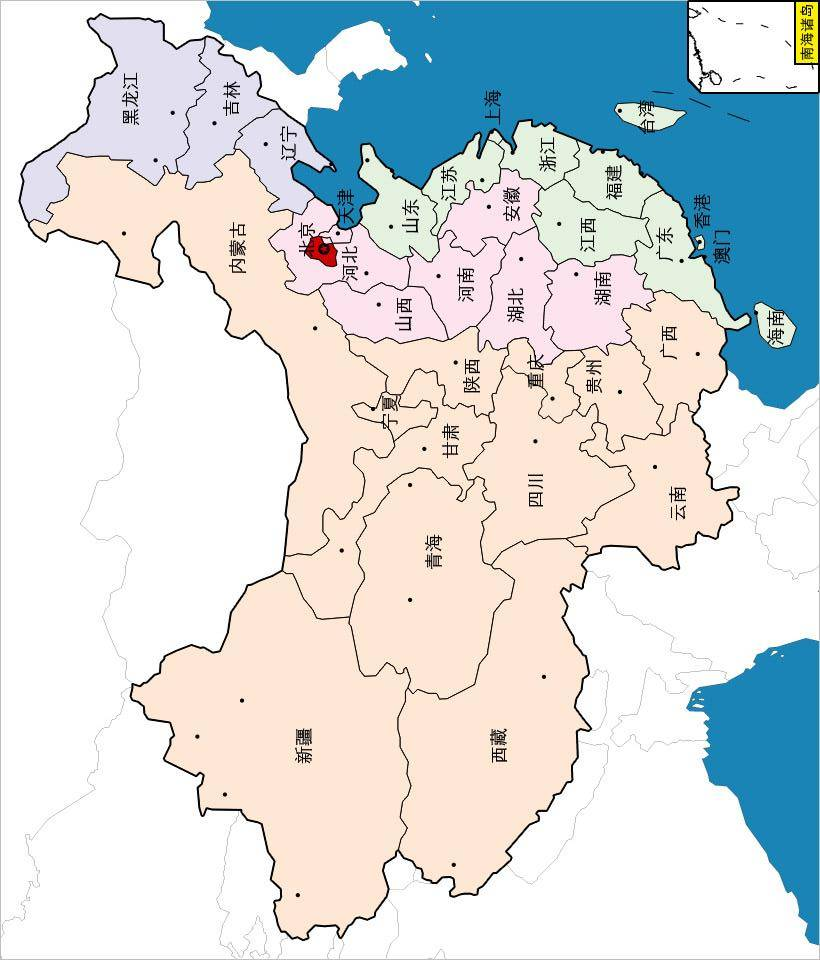 黑龙江
吉林
辽宁
内蒙古
北京
天津
河北
山西
山东
河南
江苏
上海
安徽
浙江
湖北
江西
福建
台湾
湖南
广东
香港
澳门
海南
广西
陕西
重庆
贵州
宁夏
甘肃
四川
云南
青海
新疆
西藏
南海诸岛